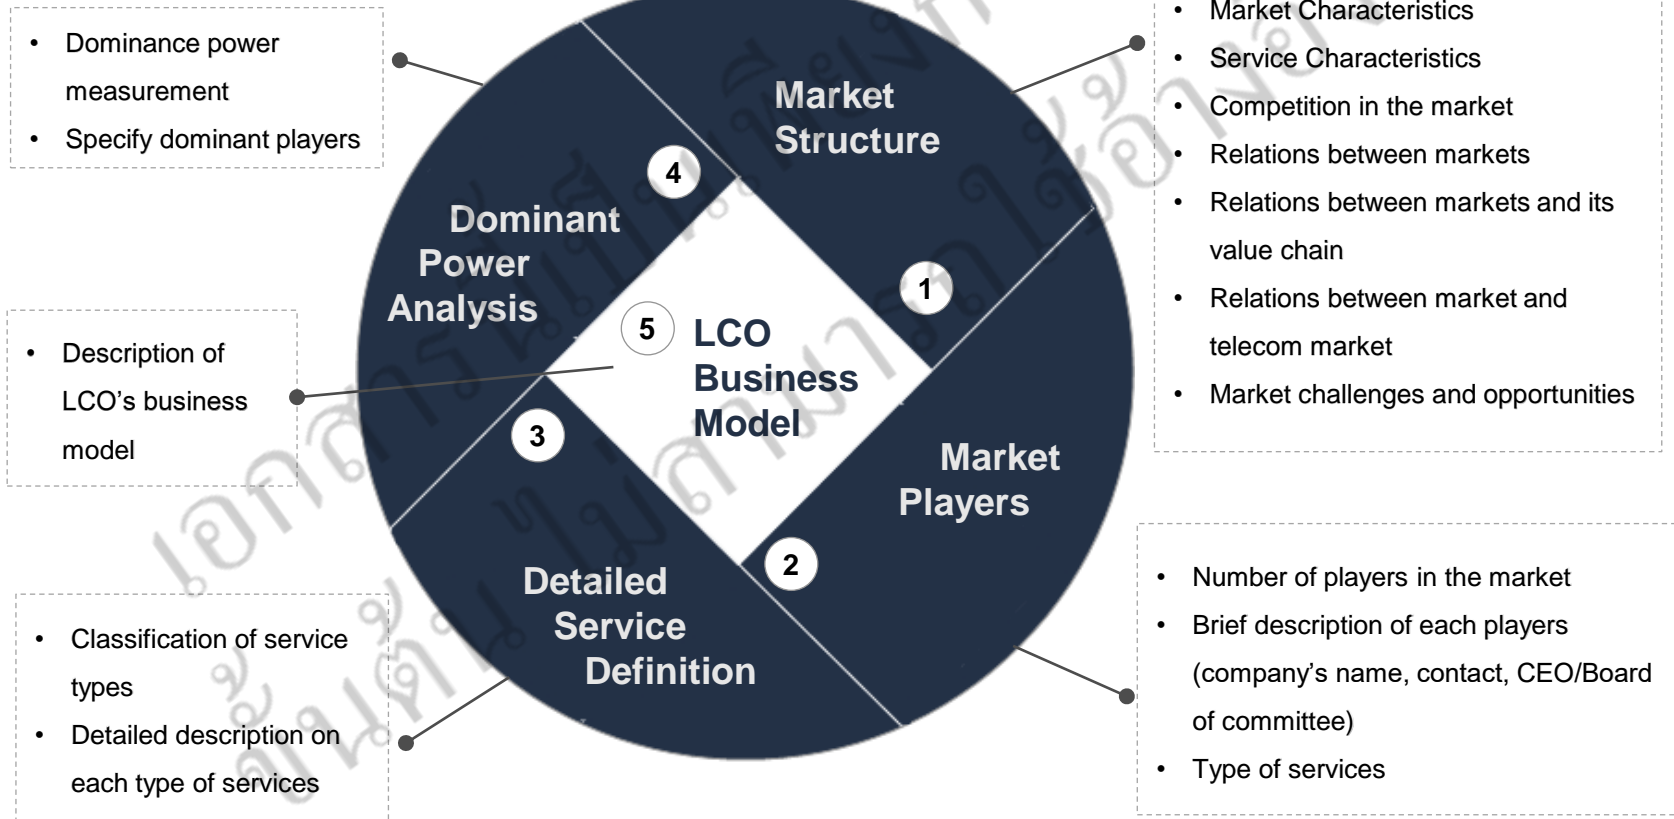 • Dominance power
measurement
• Specify dominant players
• Description of
LCO’s business
model
• Classification of service
types
• Detailed description on
each type of services
Market
Structure
4
Dominant
Power
Analysis
1
5
LCO
Business
Model
3
Market
Players
2
Detailed
Service
Definition
• Market Characteristics
• Service Characteristics
• Competition in the market
• Relations between markets
• Relations between markets and its
value chain
• Relations between market and
telecom market
• Market challenges and opportunities
• Number of players in the market
• Brief description of each players
(company’s name, contact, CEO/Board
of committee)
• Type of services